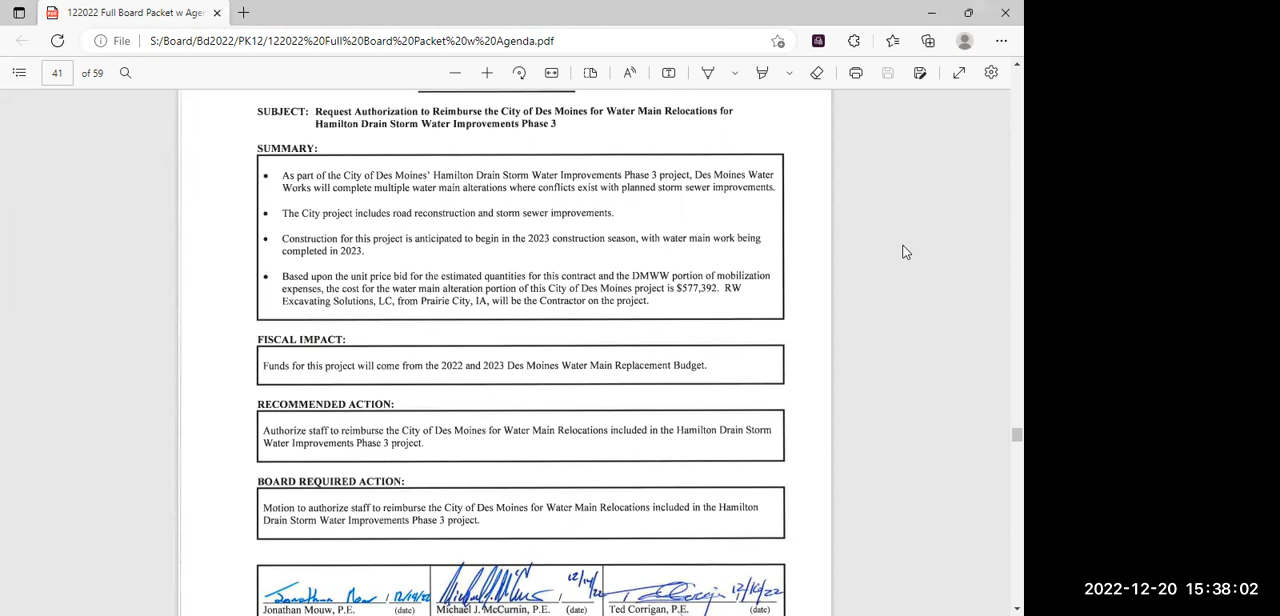 122022 Full Board Packet w Agen
File S:/Board/Bd2022/PK12/122022%20Full%20Board%20Packet%20w%20Agenda.pdf
41 of 59
SUBJECT: Request Authorization to Reimburse the City of Des Moines for Water Main Relocations for
Hamilton Drain Storm Water Improvements Phase 3
SUMMARY:
• As part of the City of Des Moines' Hamilton Drain Storm Water Improvements Phase 3 project, Des Moines Water
Works will complete multiple water main alterations where conflicts exist with planned storm sewer improvements.
• The City project includes road reconstruction and storm sewer improvements.
• Construction for this project is anticipated to begin in the 2023 construction season, with water main work being
completed in 2023.
• Based upon the unit price bid for the estimated quantities for this contract and the DMWW portion of mobilization
expenses, the cost for the water main alteration portion of this City of Des Moines project is $577,392. RW
Excavating Solutions, LC, from Prairie City, IA, will be the Contractor on the project.
FISCAL IMPACT:
Funds for this project will come from the 2022 and 2023 Des Moines Water Main Replacement Budget.
RECOMMENDED ACTION:
Authorize staff to reimburse the City of Des Moines for Water Main Relocations included in the Hamilton Drain Storm
Water Improvements Phase 3 project.
BOARD REQUIRED ACTION:
Motion to authorize staff to reimburse the City of Des Moines for Water Main Relocations included in the Hamilton
Drain Storm Water Improvements Phase 3 project.
Jonathan Mouw, P.E. (date) Michael J. McCurnin, P.E. (date) Ted Corrigan, P.E. (date)
2022-12-20 15:38:02